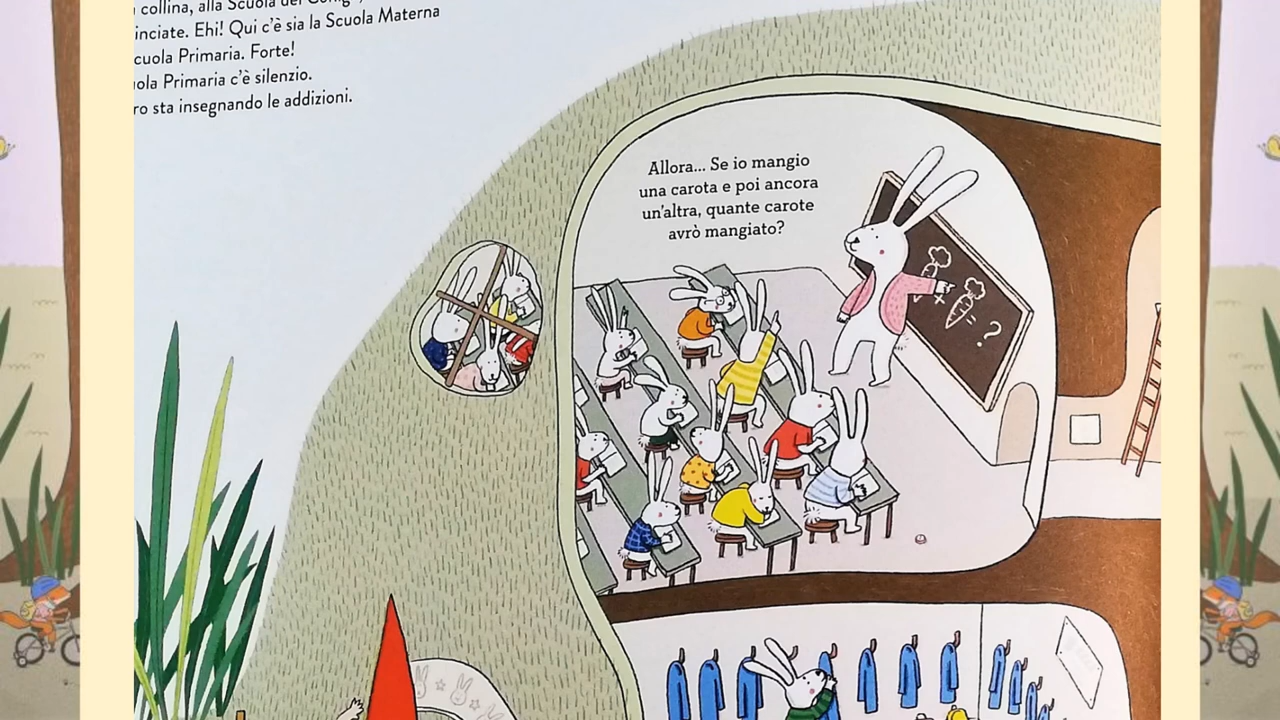 collina, alla Scuola dei
inciate. Ehi! Qui c'è sia la Scuola Materna
cuola Primaria. Forte!
ola Primaria c'è silenzio.
ro sta insegnando le addizioni.
Allora... Se io mangio
una carota e poi ancora
un'altra, quante carote
avrò mangiato?
+ = ?